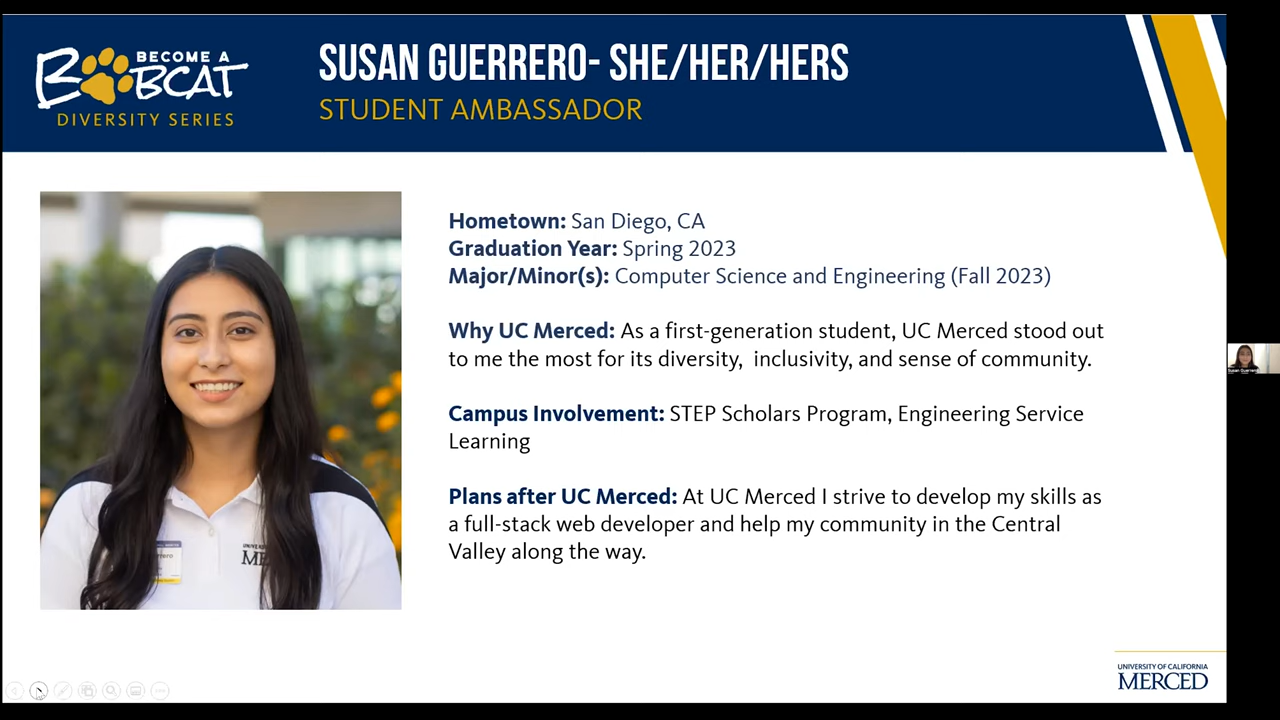 BECOME A
BOBCAT
DIVERSITY SERIES
SUSAN GUERRERO- SHE/HER/HERS
STUDENT AMBASSADOR
Hometown: San Diego, CA
Graduation Year: Spring 2023
Major/Minor(s): Computer Science and Engineering (Fall 2023)
Why UC Merced: As a first-generation student, UC Merced stood out
to me the most for its diversity,  inclusivity, and sense of community.
Campus Involvement: STEP Scholars Program, Engineering Service
Learning
Plans after UC Merced: At UC Merced I strive to develop my skills as
a full-stack web developer and help my community in the Central
Valley along the way.
UNIVERSITY OF CALIFORNIA
MERCED
Susan Guerrero